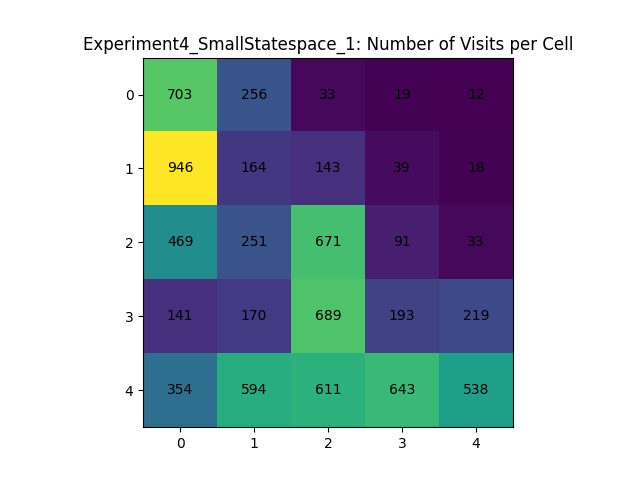 Experiment4_SmallStatespace_1: Number of Visits per Cell
0 703 256 33 19 12
1 946 164 143 39 18
2 469 251 671 91 33
3 141 170 689 193 219
4 354 594 611 643 538
0 1 2 3 4